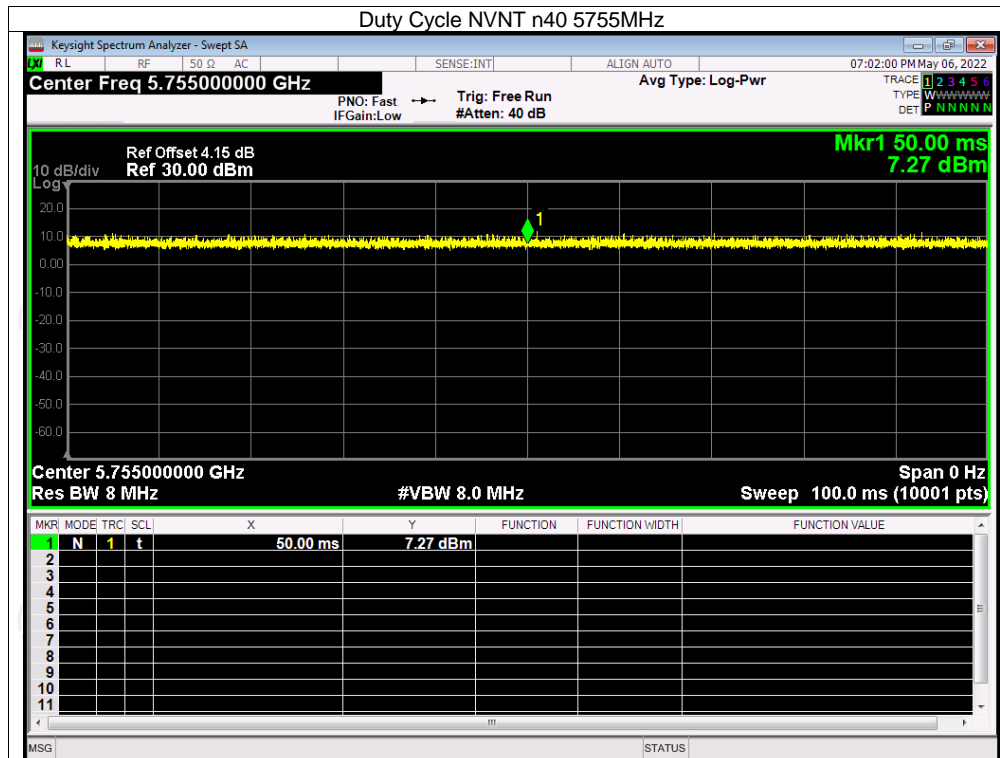 Duty Cycle NVNT n40 5755MHz
Keysight Spectrum Analyzer - Swept SA
LXI RL RF 50 Ω AC SENSE:INT ALIGN AUTO 07:02:00 PM May 06, 2022
Center Freq 5.755000000 GHz Avg Type: Log-Pwr TRACE 1 2 3 4 5 6
PNO: Fast Trig: Free Run TYPE WWWWWW
IFGain:Low #Atten: 40 dB DET P N N N N N
Mkr1 50.00 ms
Ref Offset 4.15 dB
10 dB/div Ref 30.00 dBm 7.27 dBm
Log
20.0
1
10.0
0.00
-10.0
-20.0
-30.0
-40.0
-50.0
-60.0
Center 5.755000000 GHz Span 0 Hz
Res BW 8 MHz #VBW 8.0 MHz Sweep 100.0 ms (10001 pts)
MKR MODE TRC SCL X Y FUNCTION FUNCTION WIDTH FUNCTION VALUE
1 N 1 t 50.00 ms 7.27 dBm
2
3
4
5
6
7
8
9
10
11
MSG STATUS